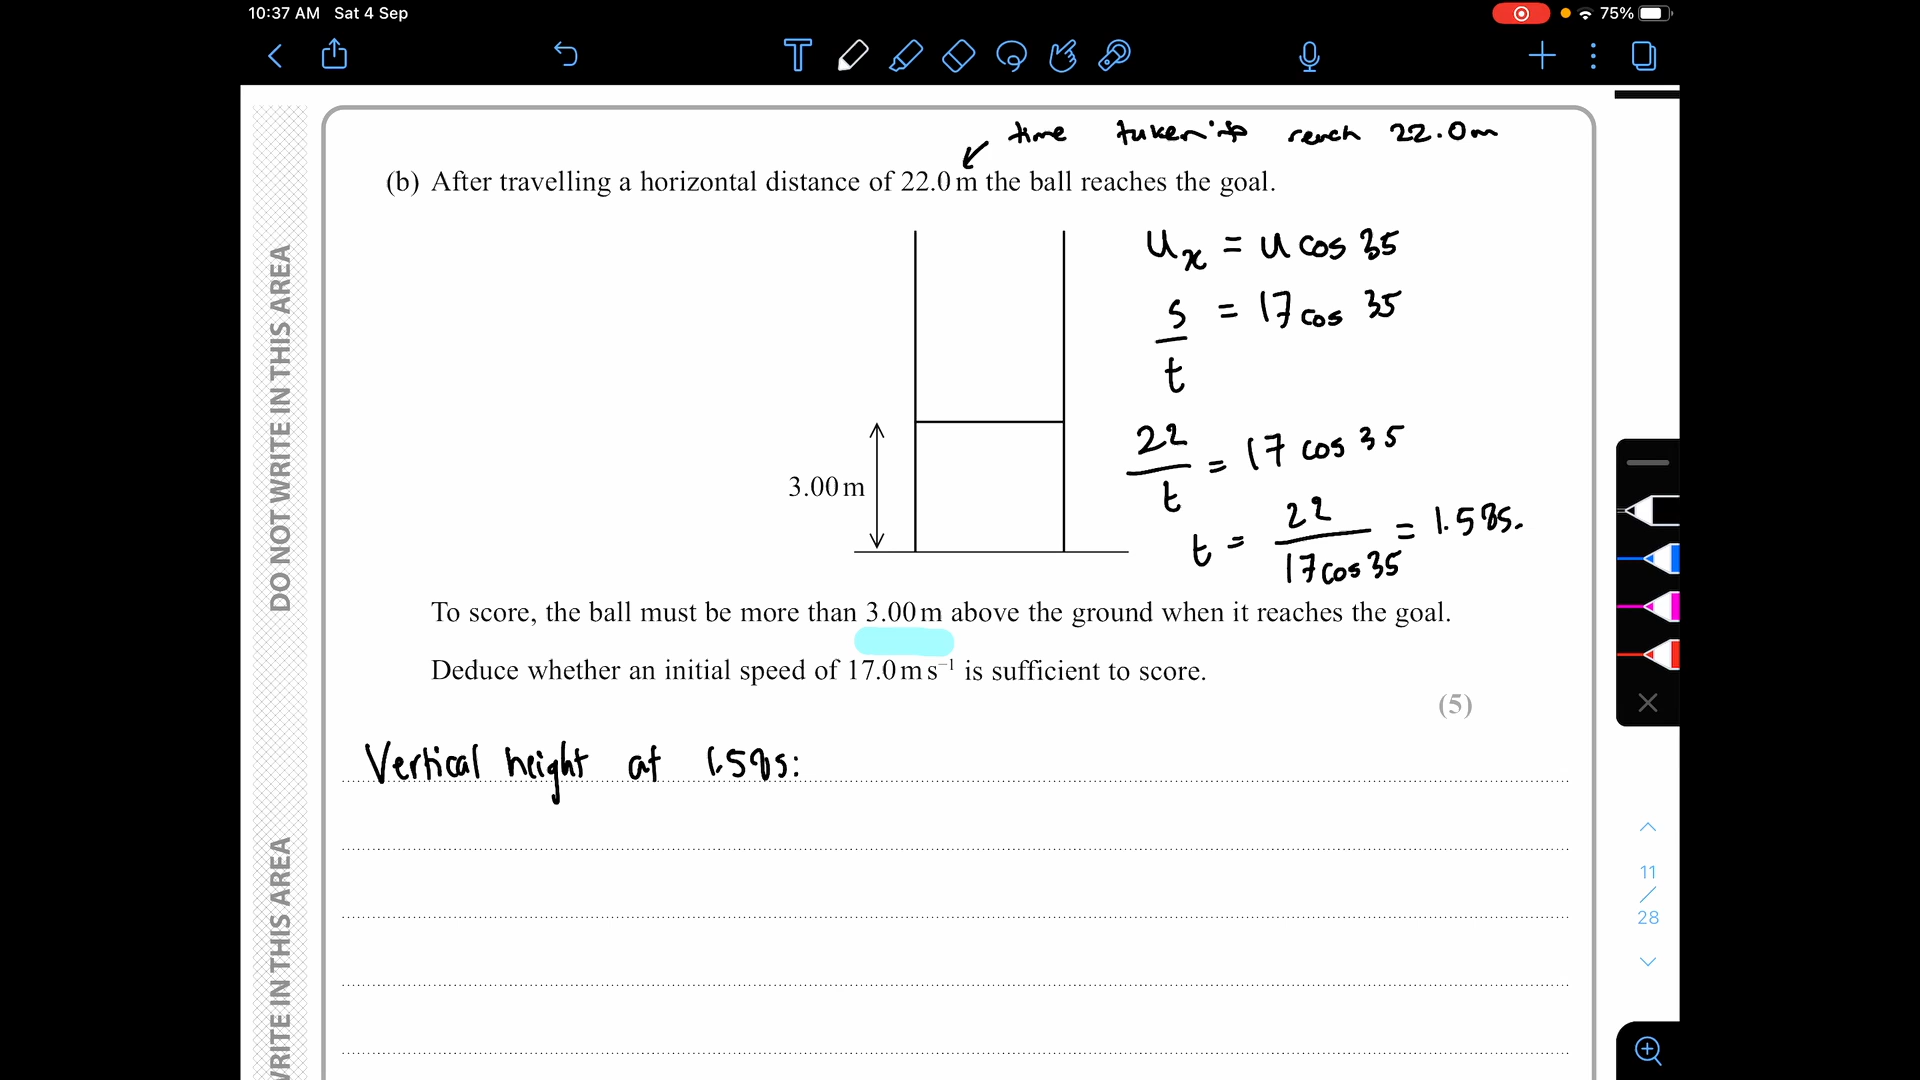 10:37 AM Sat 4 Sep
75%
time taken to reach 22.0m
(b) After travelling a horizontal distance of 22.0 m the ball reaches the goal.
uₓ = u cos 35
s/t = 17 cos 35
3.00 m
22/t = 17 cos 35
t = 22/17cos35 = 1.58s.
To score, the ball must be more than 3.00 m above the ground when it reaches the goal.
Deduce whether an initial speed of 17.0 m s⁻¹ is sufficient to score.
(5)
Vertical height at 1.58s:
DO NOT WRITE IN THIS AREA
WRITE IN THIS AREA
11
/
28